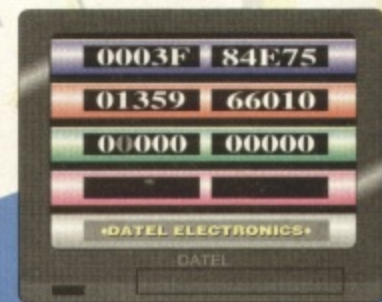 0003F 84E75
01359 66010
00000 00000
•DATEL ELECTRONICS•
DATEL